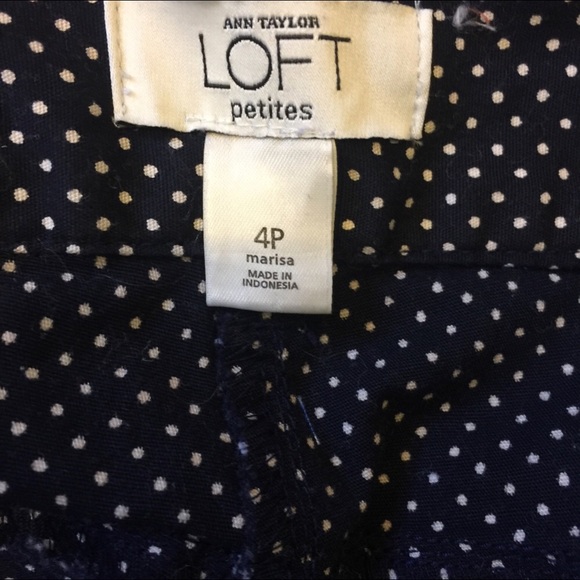 ANN TAYLOR
LOFT
petites
4P
marisa
MADE IN
INDONESIA